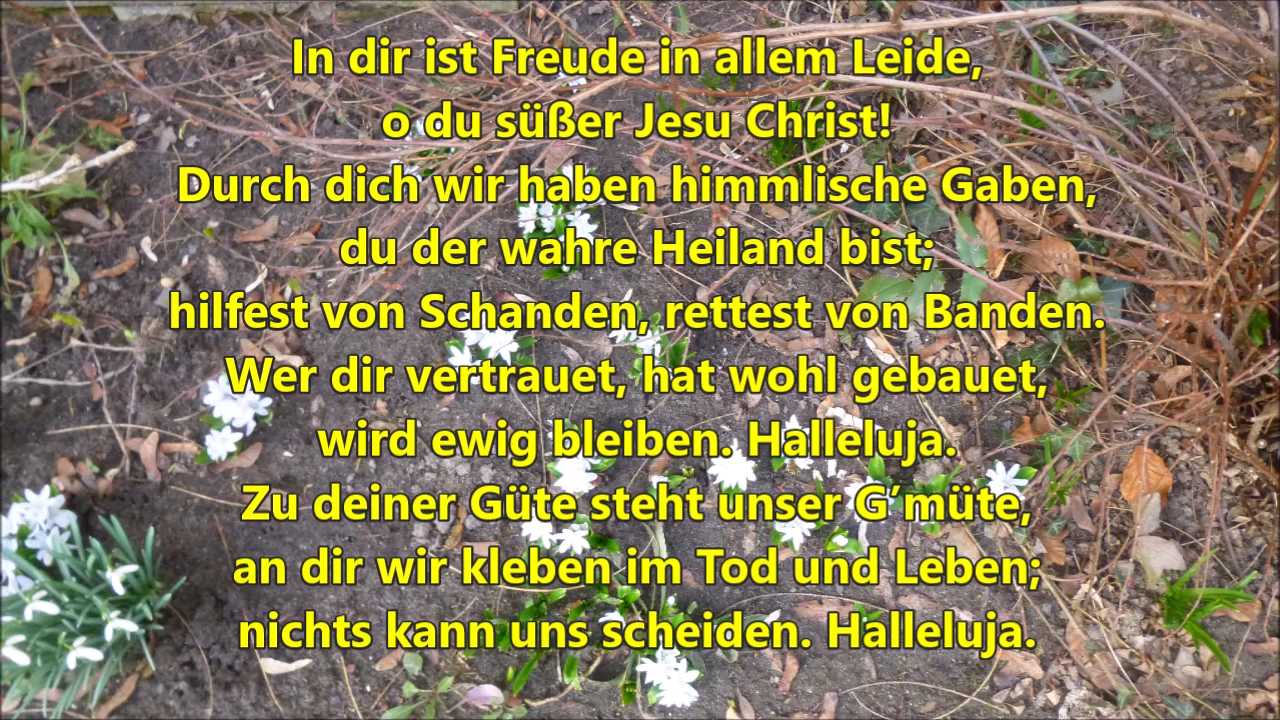 In dir ist Freude in allem Leide,
o du süßer Jesu Christ!
Durch dich wir haben himmlische Gaben,
du der wahre Heiland bist;
hilfest von Schanden, rettest von Banden.
Wer dir vertrauet, hat wohl gebauet,
wird ewig bleiben. Halleluja.
Zu deiner Güte steht unser G’müte,
an dir wir kleben im Tod und Leben;
nichts kann uns scheiden. Halleluja.